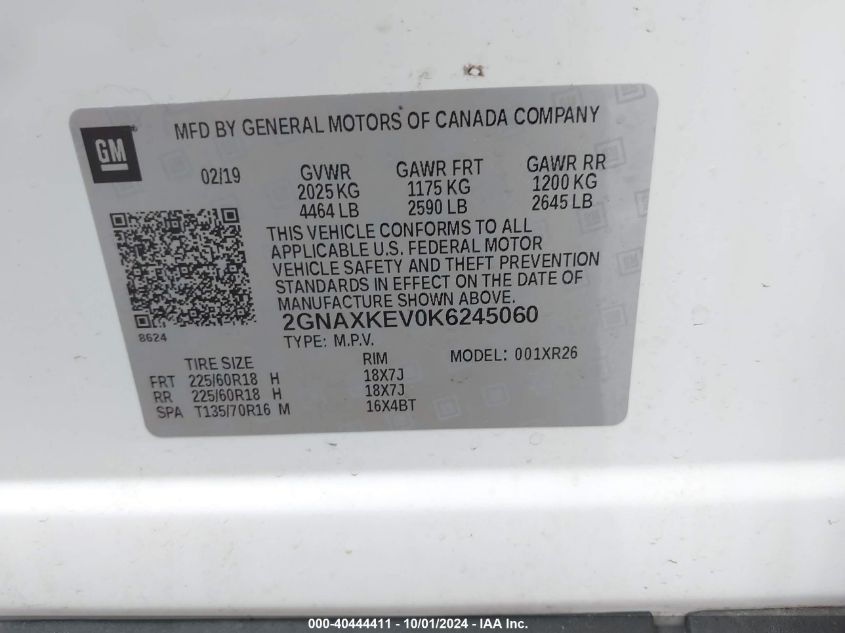 GM
MFD BY GENERAL MOTORS OF CANADA COMPANY
02/19 GVWR GAWR FRT GAWR RR
2025 KG 1175 KG 1200 KG
4464 LB 2590 LB 2645 LB
THIS VEHICLE CONFORMS TO ALL
APPLICABLE U.S. FEDERAL MOTOR
VEHICLE SAFETY AND THEFT PREVENTION
STANDARDS IN EFFECT ON THE DATE OF
MANUFACTURE SHOWN ABOVE.
2GNAXKEV0K6245060
8624
TYPE: M.P.V. MODEL: 001XR26
TIRE SIZE RIM
FRT 225/60R18 H 18X7J
RR 225/60R18 H 18X7J
SPA T135/70R16 M 16X4BT
000-40444411 - 10/01/2024 - IAA Inc.